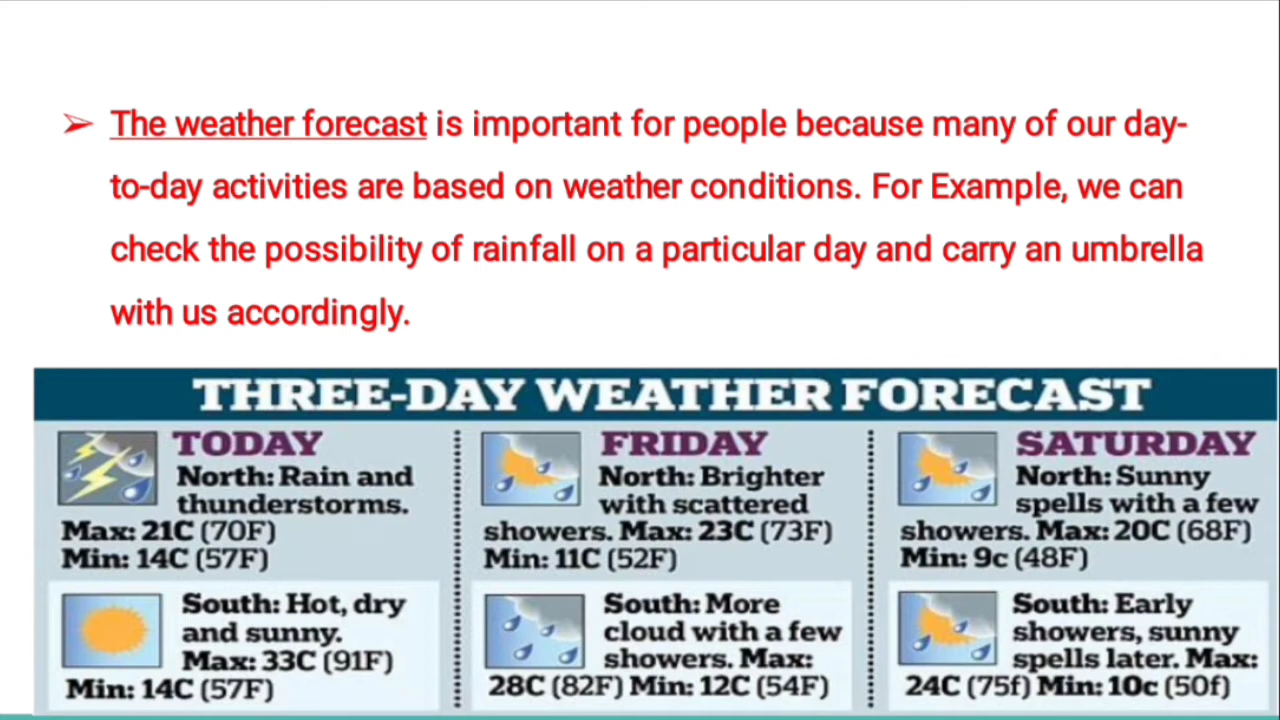 ➢ The weather forecast is important for people because many of our day-
to-day activities are based on weather conditions. For Example, we can
check the possibility of rainfall on a particular day and carry an umbrella
with us accordingly.
THREE-DAY WEATHER FORECAST
TODAY
North: Rain and
thunderstorms.
Max: 21C (70F)
Min: 14C (57F)
South: Hot, dry
and sunny.
Max: 33C (91F)
Min: 14C (57F)
FRIDAY
North: Brighter
with scattered
showers. Max: 23C (73F)
Min: 11C (52F)
South: More
cloud with a few
showers. Max:
28C (82F) Min: 12C (54F)
SATURDAY
North: Sunny
spells with a few
showers. Max: 20C (68F)
Min: 9c (48F)
South: Early
showers, sunny
spells later. Max:
24C (75f) Min: 10c (50f)